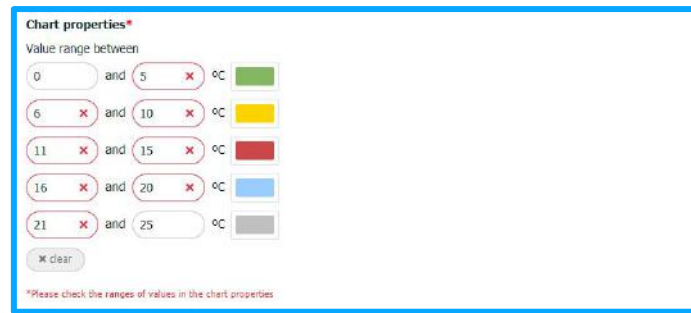 Chart properties*
Value range between
0 and 5 ✕ ºC
6 ✕ and 10 ✕ ºC
11 ✕ and 15 ✕ ºC
16 ✕ and 20 ✕ ºC
21 ✕ and 25 ºC
✕ clear
*Please check the ranges of values in the chart properties